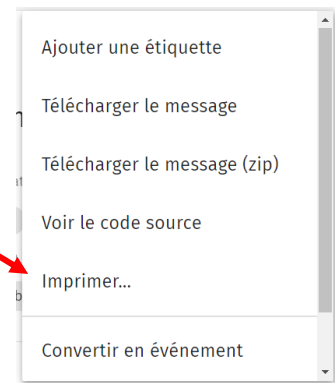 Ajouter une étiquette
Télécharger le message
Télécharger le message (zip)
Voir le code source
Imprimer...
Convertir en événement